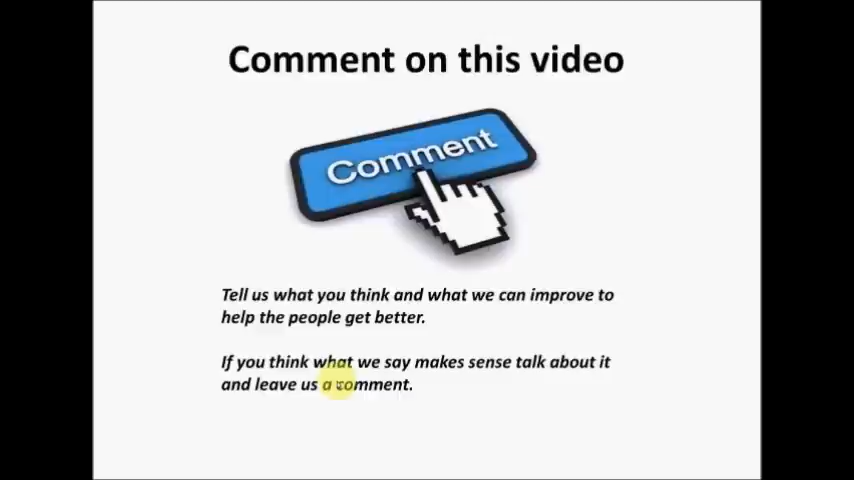 Comment on this video
Comment
Tell us what you think and what we can improve to
help the people get better.
If you think what we say makes sense talk about it
and leave us a comment.